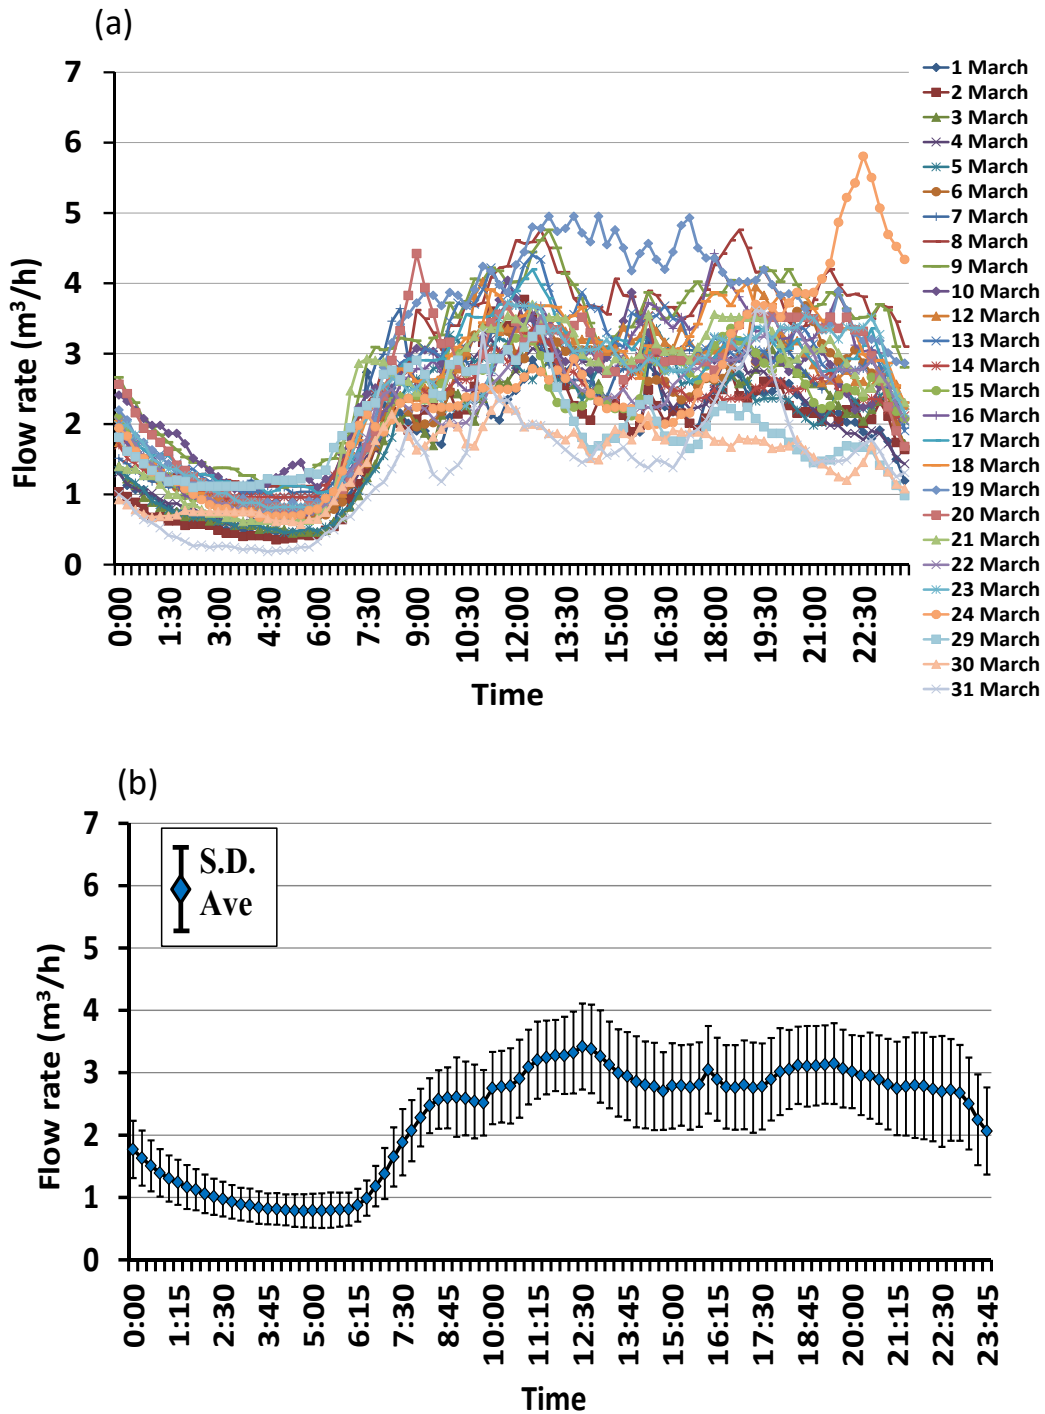 (a)
7
6
5
4
3
2
1
0
Flow rate (m³/h)
0:00
1:30
3:00
4:30
6:00
7:30
9:00
10:30
12:00
13:30
15:00
16:30
18:00
19:30
21:00
22:30
Time
1 March
2 March
3 March
4 March
5 March
6 March
7 March
8 March
9 March
10 March
12 March
13 March
14 March
15 March
16 March
17 March
18 March
19 March
20 March
21 March
22 March
23 March
24 March
29 March
30 March
31 March
(b)
7
6
5
4
3
2
1
0
Flow rate (m³/h)
S.D.
Ave
0:00
1:15
2:30
3:45
5:00
6:15
7:30
8:45
10:00
11:15
12:30
13:45
15:00
16:15
17:30
18:45
20:00
21:15
22:30
23:45
Time